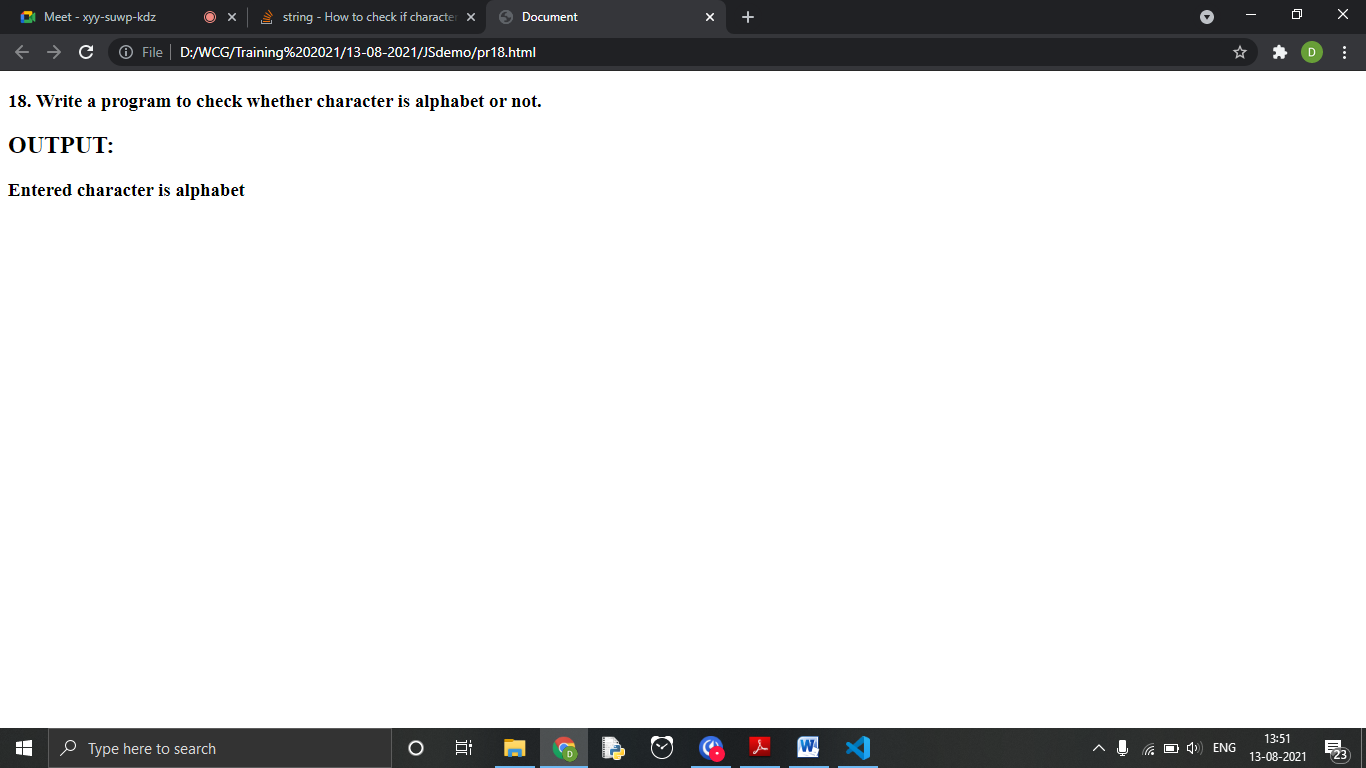 Meet - xyy-suwp-kdz
string - How to check if character
Document
File
D:/WCG/Training%202021/13-08-2021/JSdemo/pr18.html
D
18. Write a program to check whether character is alphabet or not.
OUTPUT:
Entered character is alphabet
Type here to search
D
W
ENG
13:51
13-08-2021
23